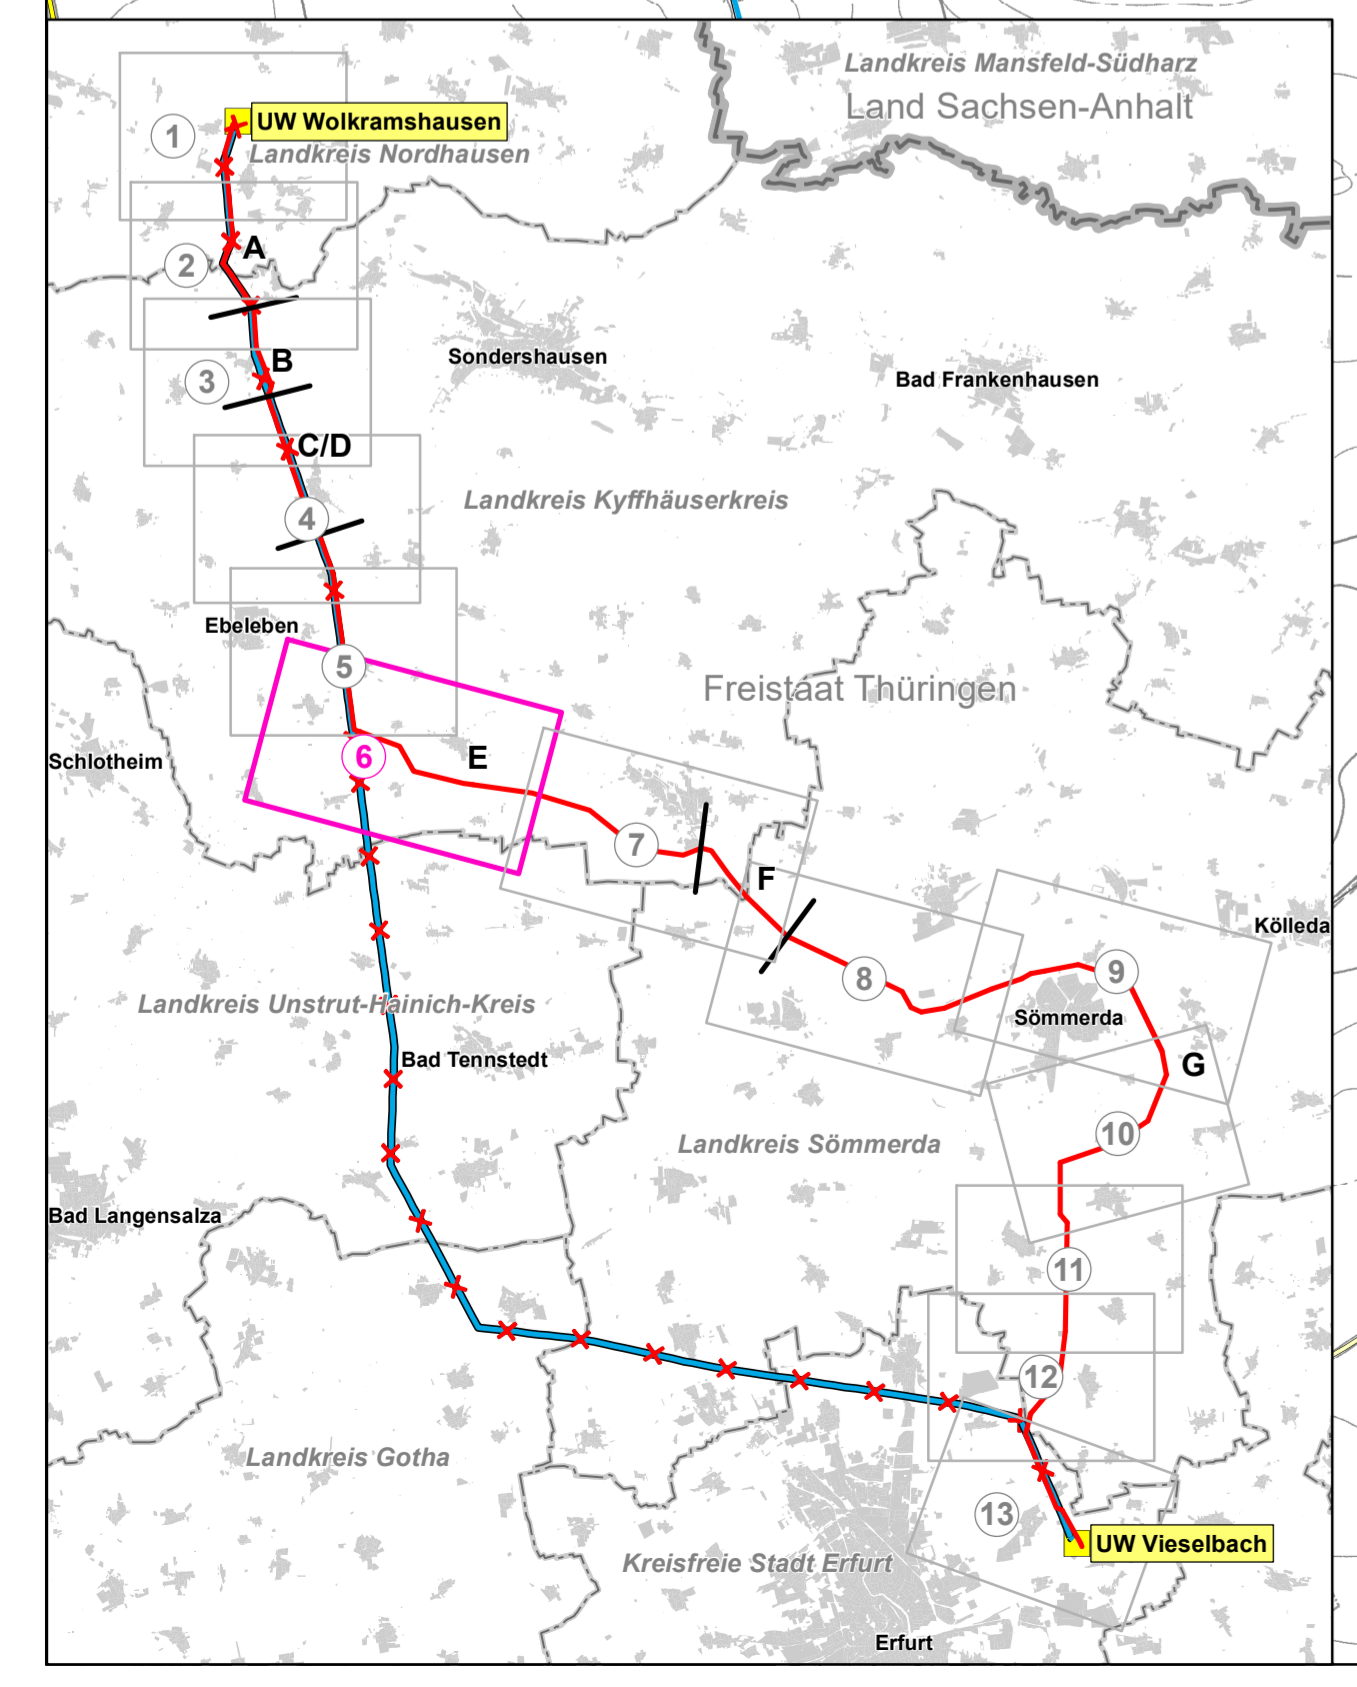 Landkreis Mansfeld-Südharz
Land Sachsen-Anhalt
UW Wolkramshausen
1
Landkreis Nordhausen
A
2
Sondershausen
B
3
Bad Frankenhausen
C/D
Landkreis Kyffhäuserkreis
4
Ebeleben
5
Freistaat Thüringen
Schlotheim
6
E
7
F
Kölleda
8
9
Landkreis Unstrut-Hainich-Kreis
Sömmerda
Bad Tennstedt
G
10
Landkreis Sömmerda
Bad Langensalza
11
12
Landkreis Gotha
13
UW Vieselbach
Kreisfreie Stadt Erfurt
Erfurt